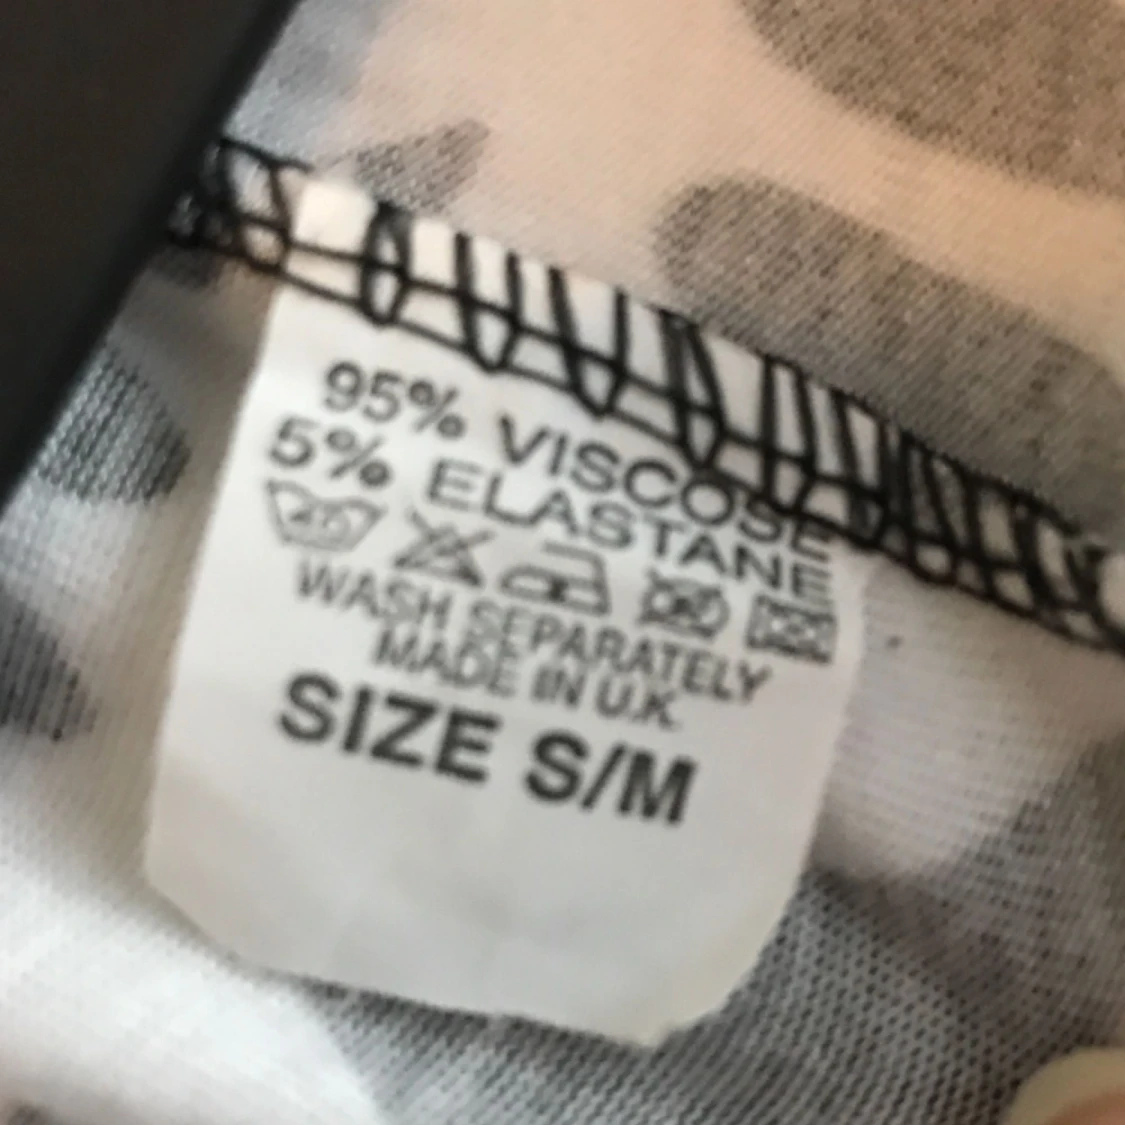 95% VISCOSE
5% ELASTANE
WASH SEPARATELY
MADE IN U.K.
SIZE S/M